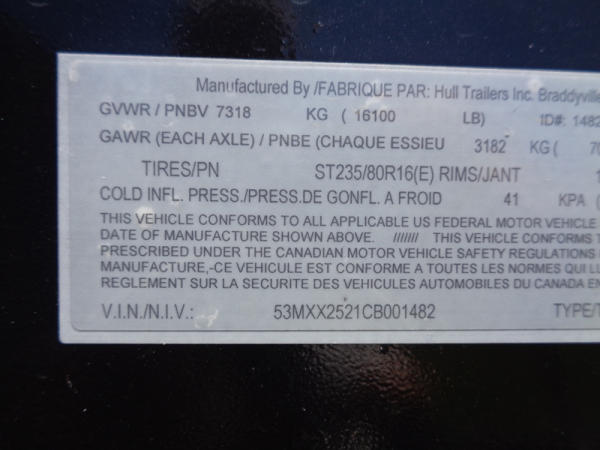 Manufactured By /FABRIQUE PAR: Hull Trailers Inc. Braddyville
GVWR / PNBV 7318 KG ( 16100 LB) ID#: 1482
GAWR (EACH AXLE) / PNBE (CHAQUE ESSIEU 3182 KG ( 70
TIRES/PN ST235/80R16(E) RIMS/JANT 1
COLD INFL. PRESS./PRESS.DE GONFL. A FROID 41 KPA (
THIS VEHICLE CONFORMS TO ALL APPLICABLE US FEDERAL MOTOR VEHICLE
DATE OF MANUFACTURE SHOWN ABOVE. /////// THIS VEHICLE CONFORMS T
PRESCRIBED UNDER THE CANADIAN MOTOR VEHICLE SAFETY REGULATIONS
MANUFACTURE,-CE VEHICULE EST CONFORME A TOUTES LES NORMES QUI LU
REGLEMENT SUR LA SECURITE DES VEHICULES AUTOMOBILES DU CANADA EN
V.I.N./N.I.V.: 53MXX2521CB001482 TYPE/T